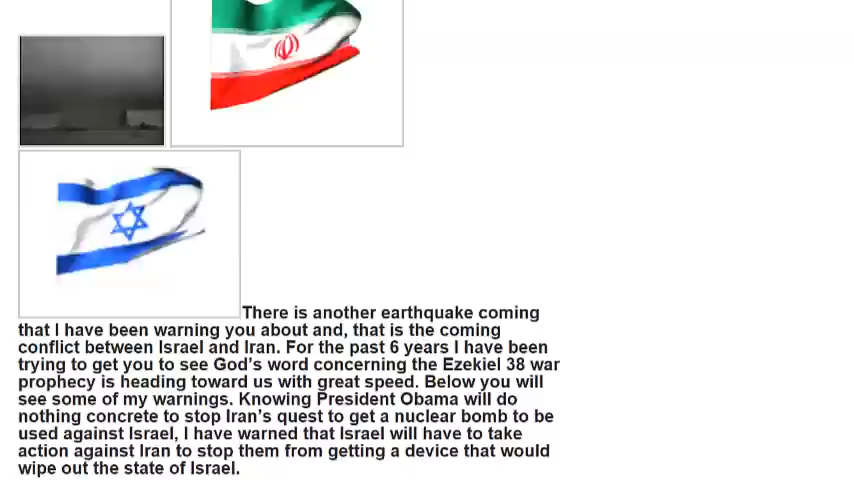 There is another earthquake coming
that I have been warning you about and, that is the coming
conflict between Israel and Iran. For the past 6 years I have been
trying to get you to see God's word concerning the Ezekiel 38 war
prophecy is heading toward us with great speed. Below you will
see some of my warnings. Knowing President Obama will do
nothing concrete to stop Iran's quest to get a nuclear bomb to be
used against Israel, I have warned that Israel will have to take
action against Iran to stop them from getting a device that would
wipe out the state of Israel.